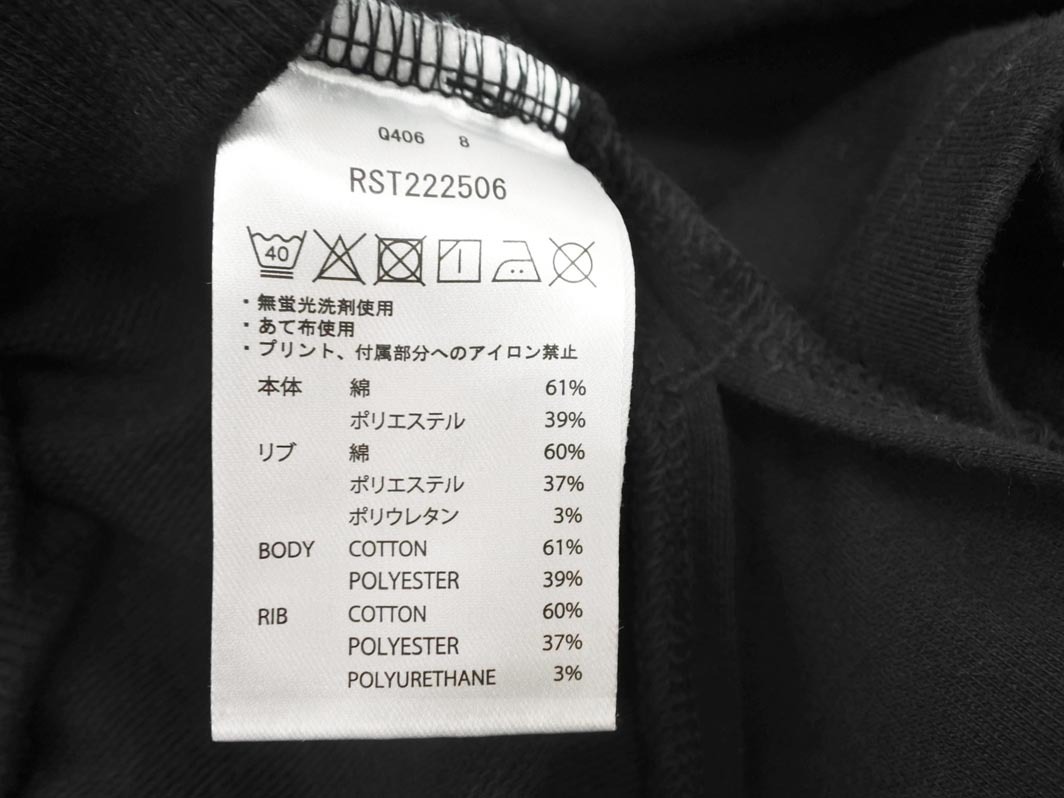 Q406 8
RST222506
40
・無蛍光洗剤使用
・あて布使用
・プリント、付属部分へのアイロン禁止
本体 綿 61%
ポリエステル 39%
リブ 綿 60%
ポリエステル 37%
ポリウレタン 3%
BODY COTTON 61%
POLYESTER 39%
RIB COTTON 60%
POLYESTER 37%
POLYURETHANE 3%